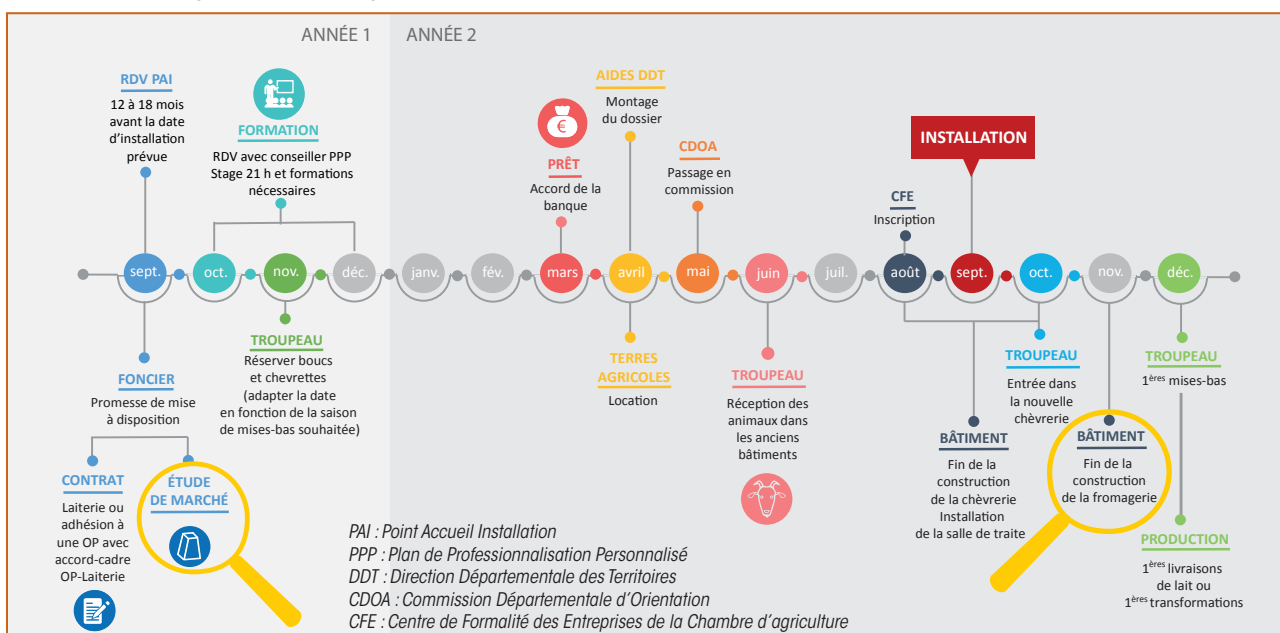 ANNÉE 1
ANNÉE 2
RDV PAI
12 à 18 mois
avant la date
d'installation
prévue
FORMATION
RDV avec conseiller PPP
Stage 21 h et formations
nécessaires
€
PRÊT
Accord de la
banque
AIDES DDT
Montage
du dossier
CDOA
Passage en
commission
CFE
Inscription
INSTALLATION
sept.
oct.
nov.
déc.
janv.
fév.
mars
avril
mai
juin
juil.
août
sept.
oct.
nov.
déc.
FONCIER
Promesse de mise
à disposition
CONTRAT
Laiterie ou
adhésion à
une OP avec
accord-cadre
OP-Laiterie
ÉTUDE
DE MARCHÉ
TROUPEAU
Réserver boucs
et chevrettes
(adapter la date
en fonction de la saison
de mises-bas souhaitée)
TERRES
AGRICOLES
Location
TROUPEAU
Réception des
animaux dans
les anciens
bâtiments
BÂTIMENT
Fin de la
construction
de la chèvrerie
Installation
de la salle de traite
TROUPEAU
Entrée dans
la nouvelle
chèvrerie
BÂTIMENT
Fin de la
construction
de la fromagerie
TROUPEAU
1ères mises-bas
PRODUCTION
1ères livraisons
de lait ou
1ères transformations
PAI : Point Accueil Installation
PPP : Plan de Professionnalisation Personnalisé
DDT : Direction Départementale des Territoires
CDOA : Commission Départementale d'Orientation
CFE : Centre de Formalité des Entreprises de la Chambre d'agriculture